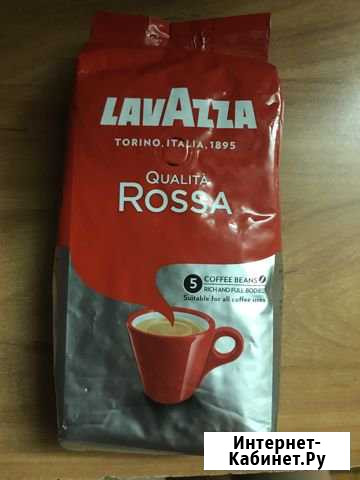 LAVAZZA
TORINO, ITALIA, 1895
QUALITÀ
ROSSA
5 COFFEE BEANS
RICH AND FULL BODIED
Suitable for all coffee uses
Интернет-
Кабинет.Ру